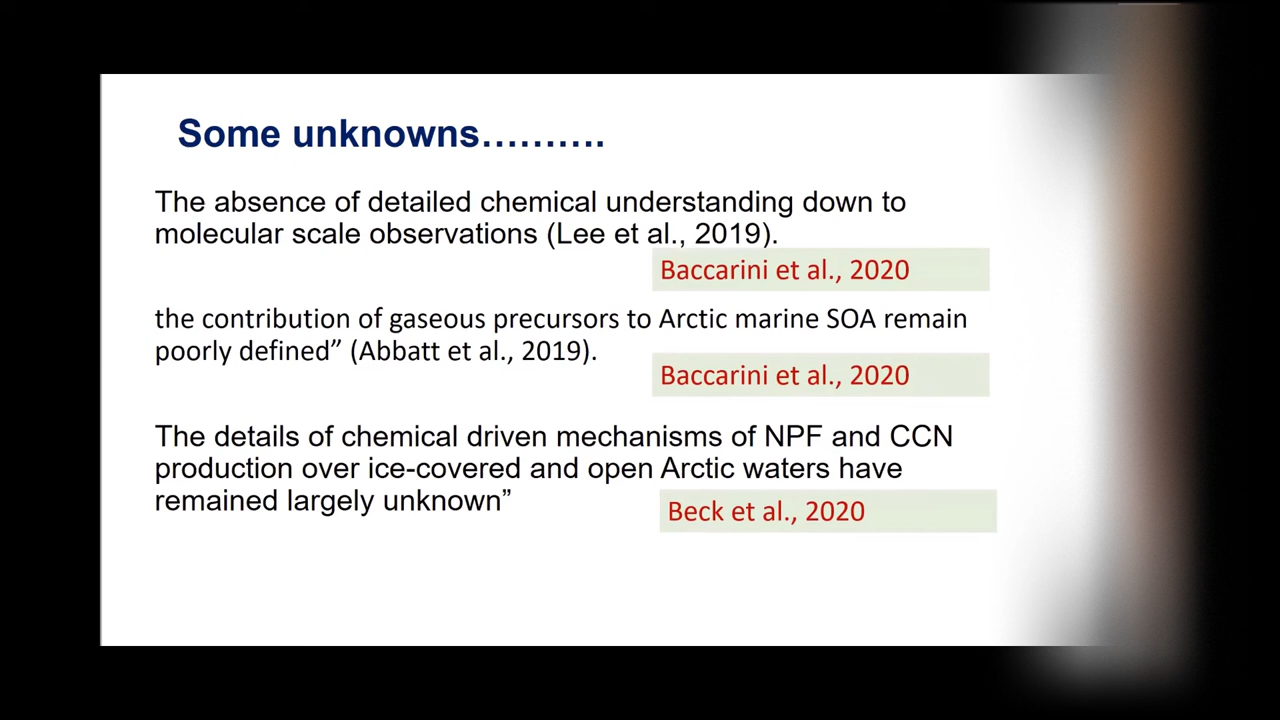 Some unknowns……….
The absence of detailed chemical understanding down to
molecular scale observations (Lee et al., 2019).
Baccarini et al., 2020
the contribution of gaseous precursors to Arctic marine SOA remain
poorly defined” (Abbatt et al., 2019).
Baccarini et al., 2020
The details of chemical driven mechanisms of NPF and CCN
production over ice-covered and open Arctic waters have
remained largely unknown”
Beck et al., 2020